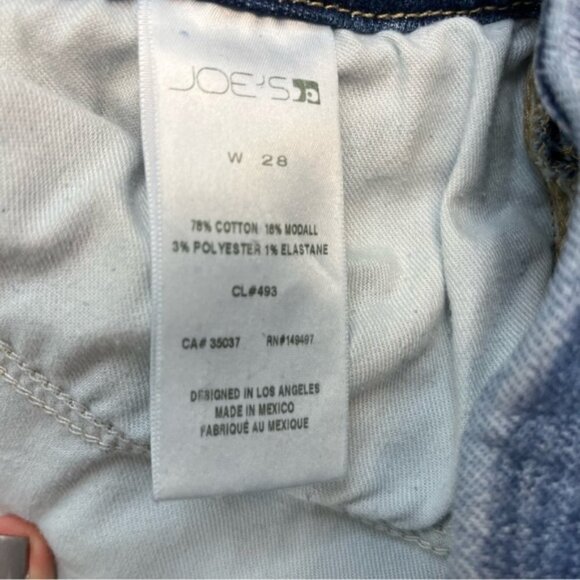 JOE'S
W 28
78% COTTON 18% MODALL
3% POLYESTER 1% ELASTANE
CL#493
CA# 35037 RN#149497
DESIGNED IN LOS ANGELES
MADE IN MEXICO
FABRIQUÉ AU MEXIQUE